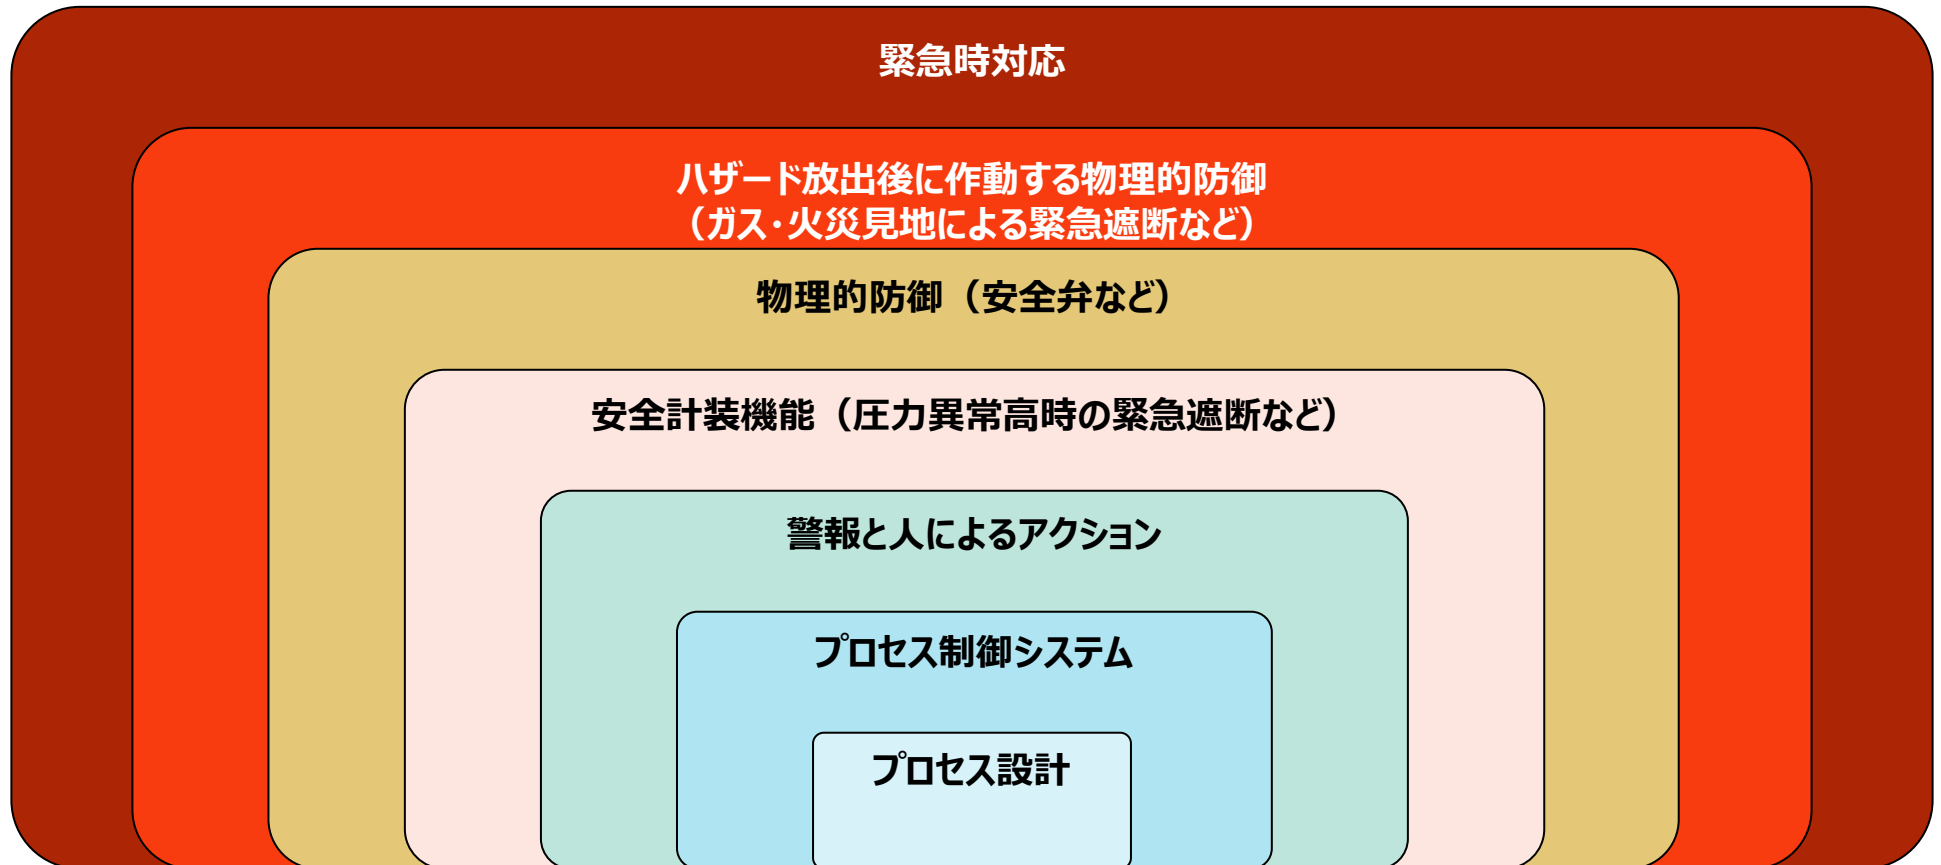 緊急時対応
ハザード放出後に作動する物理的防御
（ガス・火災見地による緊急遮断など）
物理的防御（安全弁など）
安全計装機能（圧力異常高時の緊急遮断など）
警報と人によるアクション
プロセス制御システム
プロセス設計